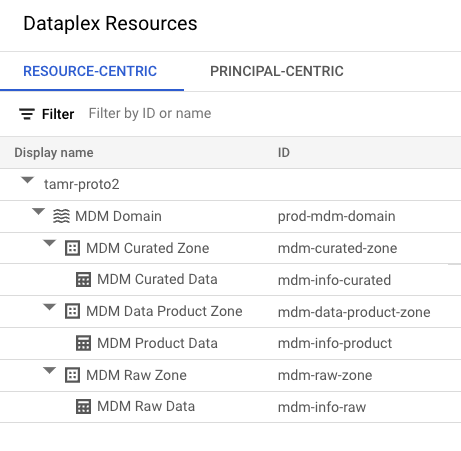 Dataplex Resources
RESOURCE-CENTRIC PRINCIPAL-CENTRIC
Filter Filter by ID or name
Display name ID
tamr-proto2
MDM Domain prod-mdm-domain
MDM Curated Zone mdm-curated-zone
MDM Curated Data mdm-info-curated
MDM Data Product Zone mdm-data-product-zone
MDM Product Data mdm-info-product
MDM Raw Zone mdm-raw-zone
MDM Raw Data mdm-info-raw